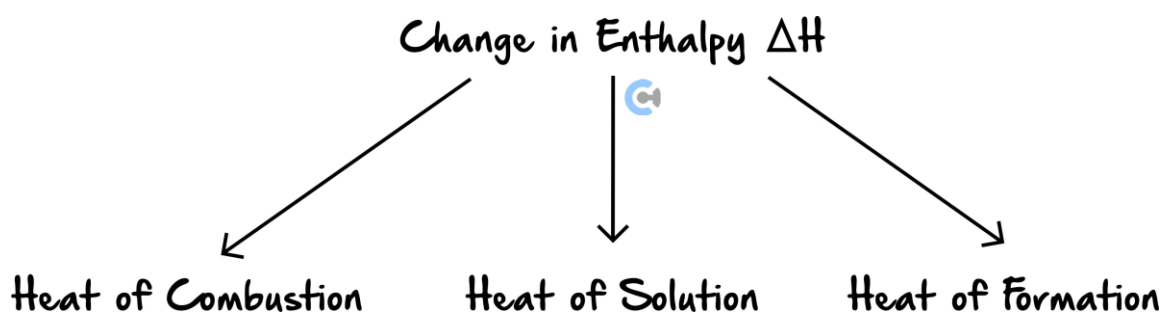 Change in Enthalpy ΔH
Heat of Combustion
Heat of Solution
Heat of Formation